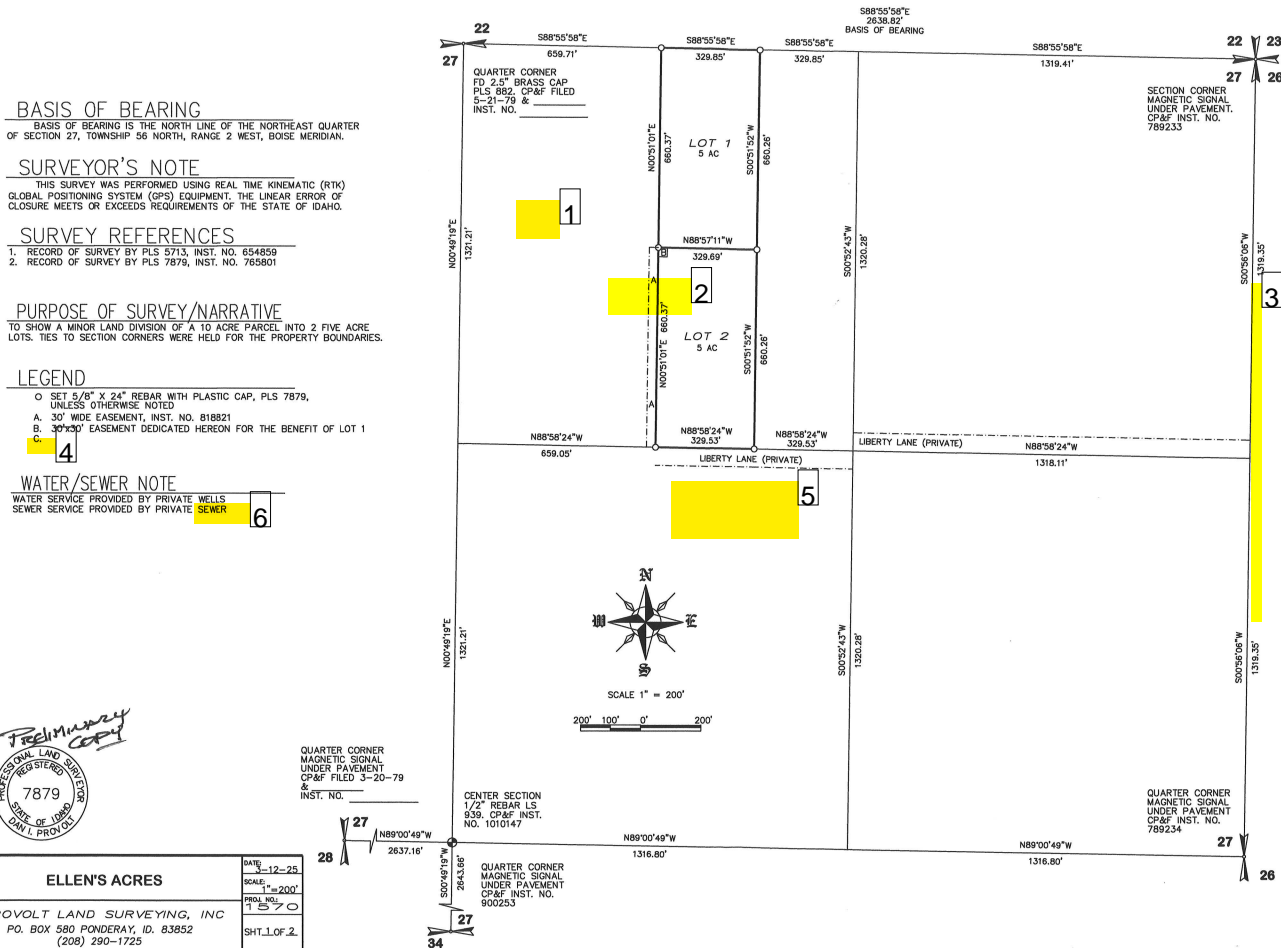 BASIS OF BEARING
BASIS OF BEARING IS THE NORTH LINE OF THE NORTHEAST QUARTER
OF SECTION 27, TOWNSHIP 56 NORTH, RANGE 2 WEST, BOISE MERIDIAN.
SURVEYOR'S NOTE
THIS SURVEY WAS PERFORMED USING REAL TIME KINEMATIC (RTK)
GLOBAL POSITIONING SYSTEM (GPS) EQUIPMENT. THE LINEAR ERROR OF
CLOSURE MEETS OR EXCEEDS REQUIREMENTS OF THE STATE OF IDAHO.
SURVEY REFERENCES
1. RECORD OF SURVEY BY PLS 5713, INST. NO. 654859
2. RECORD OF SURVEY BY PLS 7879, INST. NO. 765801
PURPOSE OF SURVEY/NARRATIVE
TO SHOW A MINOR LAND DIVISION OF A 10 ACRE PARCEL INTO 2 FIVE ACRE
LOTS. TIES TO SECTION CORNERS WERE HELD FOR THE PROPERTY BOUNDARIES.
LEGEND
O SET 5/8" X 24" REBAR WITH PLASTIC CAP, PLS 7879,
UNLESS OTHERWISE NOTED
A. 30' WIDE EASEMENT, INST. NO. 818821
B. 30'x30' EASEMENT DEDICATED HEREON FOR THE BENEFIT OF LOT 1
C.
4
WATER/SEWER NOTE
WATER SERVICE PROVIDED BY PRIVATE WELLS
SEWER SERVICE PROVIDED BY PRIVATE SEWER
6
S88°55'58"E
2638.82'
BASIS OF BEARING
22
27
S88°55'58"E
659.71'
S88°55'58"E
329.85'
S88°55'58"E
329.85'
S88°55'58"E
1319.41'
22 23
27 26
QUARTER CORNER
FD 2.5" BRASS CAP
PLS 882. CP&F FILED
5-21-79 &
INST. NO.
SECTION CORNER
MAGNETIC SIGNAL
UNDER PAVEMENT.
CP&F INST. NO.
789233
N00°51'01"E
660.37'
LOT 1
5 AC
S00°51'52"W
660.26'
1
N00°49'19"E
1321.21'
N88°57'11"W
329.69'
B
S00°52'43"W
1320.28'
S00°56'06"W
1319.35'
A
2
3
N00°51'01"E 660.37'
LOT 2
5 AC
S00°51'52"W
660.26'
A
N88°58'24"W
659.05'
N88°58'24"W
329.53'
N88°58'24"W
329.53'
LIBERTY LANE (PRIVATE)
N88°58'24"W
1318.11'
LIBERTY LANE (PRIVATE)
5
N
W
E
S
N00°49'19"E
1321.21'
S00°52'43"W
1320.28'
S00°56'06"W
1319.35'
SCALE 1" = 200'
200' 100' 0' 200'
PRELIMINARY
COPY
PROFESSIONAL LAND SURVEYOR
REGISTERED
7879
STATE OF IDAHO
DAN I. PROVOLT
QUARTER CORNER
MAGNETIC SIGNAL
UNDER PAVEMENT
CP&F FILED 3-20-79
&
INST. NO.
CENTER SECTION
1/2" REBAR LS
939. CP&F INST.
NO. 1010147
QUARTER CORNER
MAGNETIC SIGNAL
UNDER PAVEMENT
CP&F INST. NO.
789234
27
28
N89°00'49"W
2637.16'
N89°00'49"W
1316.80'
N89°00'49"W
1316.80'
27
26
S00°49'19"W
2643.66'
QUARTER CORNER
MAGNETIC SIGNAL
UNDER PAVEMENT
CP&F INST. NO.
900253
27
34
ELLEN'S ACRES
DATE:
3-12-25
SCALE:
1"=200'
PROJ. NO.:
1570
SHT 1 OF 2
OVOLT LAND SURVEYING, INC
PO. BOX 580 PONDERAY, ID. 83852
(208) 290-1725